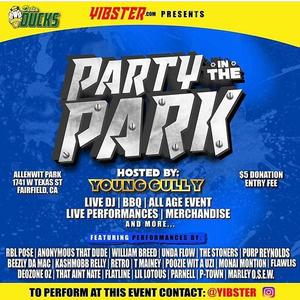 DUCKS
YIBSTER.COM PRESENTS
PARTY
IN THE
PARK
ALLENWIT PARK
1741 W TEXAS ST
FAIRFIELD, CA
HOSTED BY:
YOUNG GULLY
$5 DONATION
ENTRY FEE
LIVE DJ | BBQ | ALL AGE EVENT
LIVE PERFORMANCES | MERCHANDISE
AND MORE...
FEATURING PERFORMANCES BY:
RBL POSE | ANONYMOUS THAT DUDE | WILLIAM BREED | UNDA FLOW | THE STONERS | PURP REYNOLDS
BEEZLY DA MAC | KASHMOBB RELLY | RETRO | T MAINEY | POOZIE WIT A UZI | MONAI MONTION | FLAWLIS
DEOZONE OZ | THAT AINT NATE | FLATLINE | LIL LOTOUS | PARNELL | P-TOWN | MARLEY O.S.E.W.
TO PERFORM AT THIS EVENT CONTACT: @YIBSTER